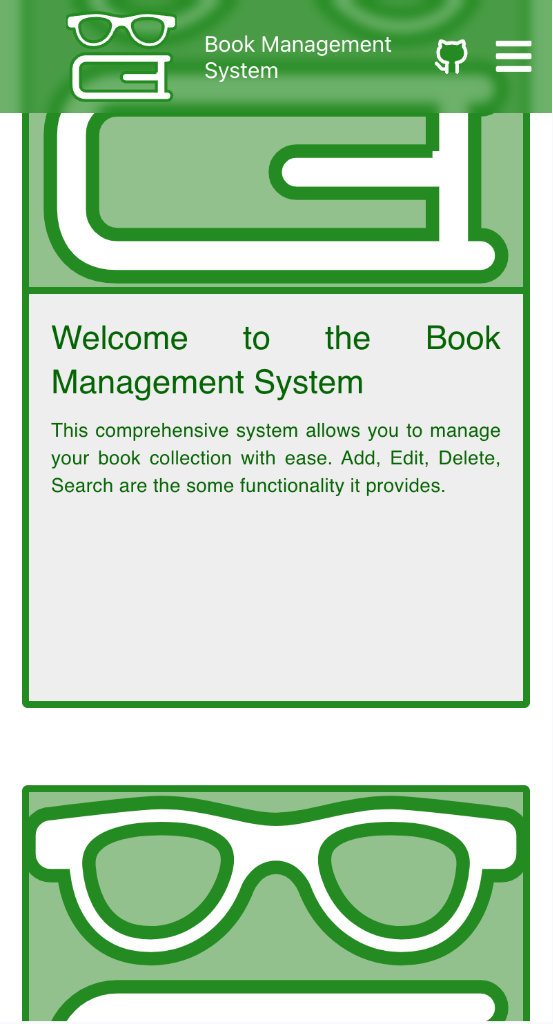 Book Management
System
Welcome to the Book
Management System
This comprehensive system allows you to manage
your book collection with ease. Add, Edit, Delete,
Search are the some functionality it provides.